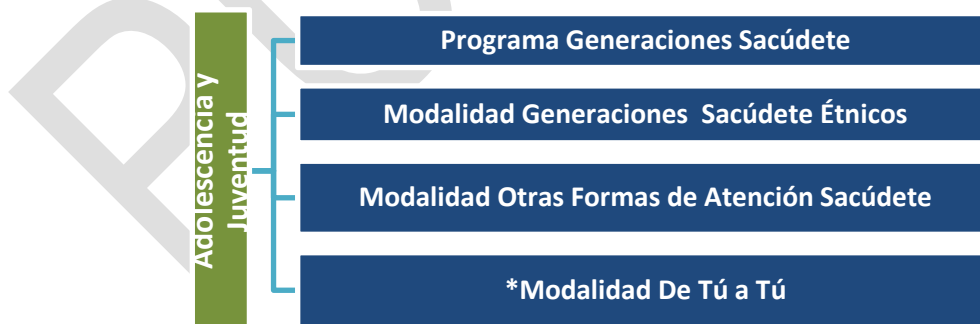 Adolescencia y
Juventud
Programa Generaciones Sacúdete
Modalidad Generaciones Sacúdete Étnicos
Modalidad Otras Formas de Atención Sacúdete
*Modalidad De Tú a Tú